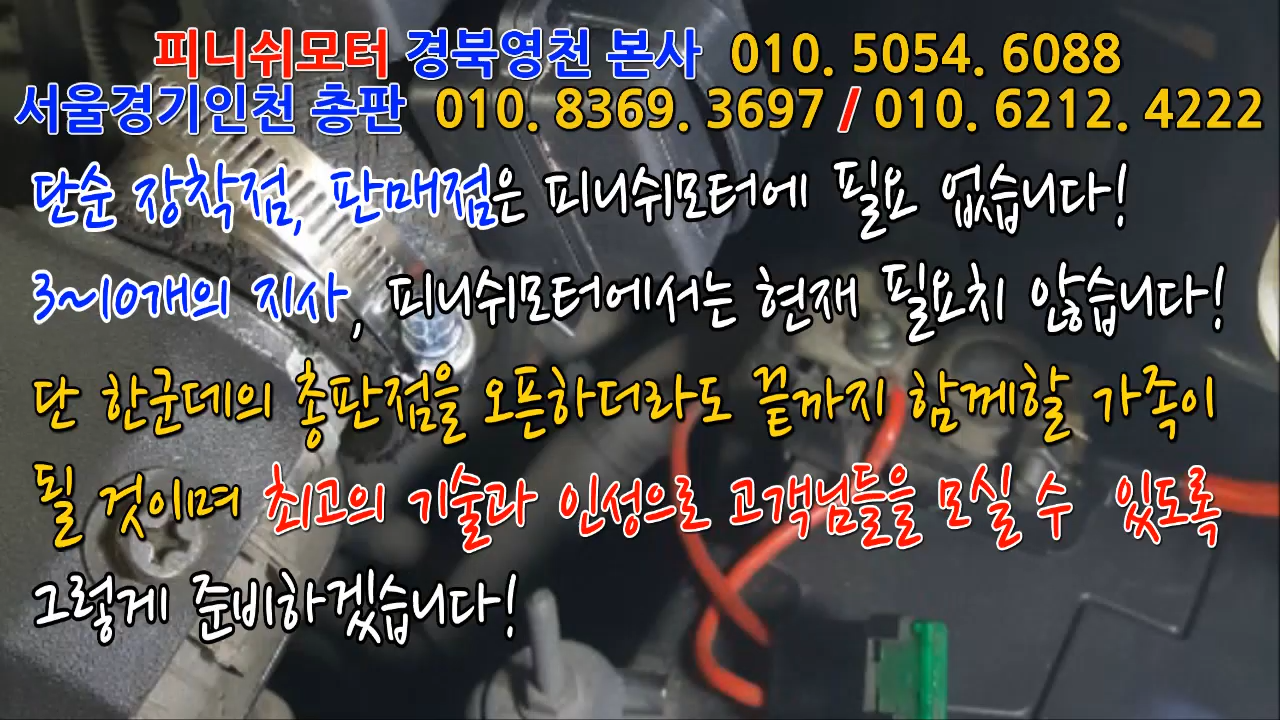 피니쉬모터 경북영천 본사 010. 5054. 6088
서울경기인천 총판 010. 8369. 3697 / 010. 6212. 4222
단순 장착점, 판매점은 피니쉬모터에 필요 없습니다!
3~10개의 지사, 피니쉬모터에서는 현재 필요치 않습니다!
단 한군데의 총판점을 오픈하더라도 끝까지 함께할 가족이
될 것이며 최고의 기술과 인성으로 고객님들을 모실 수 있도록
그렇게 준비하겠습니다!